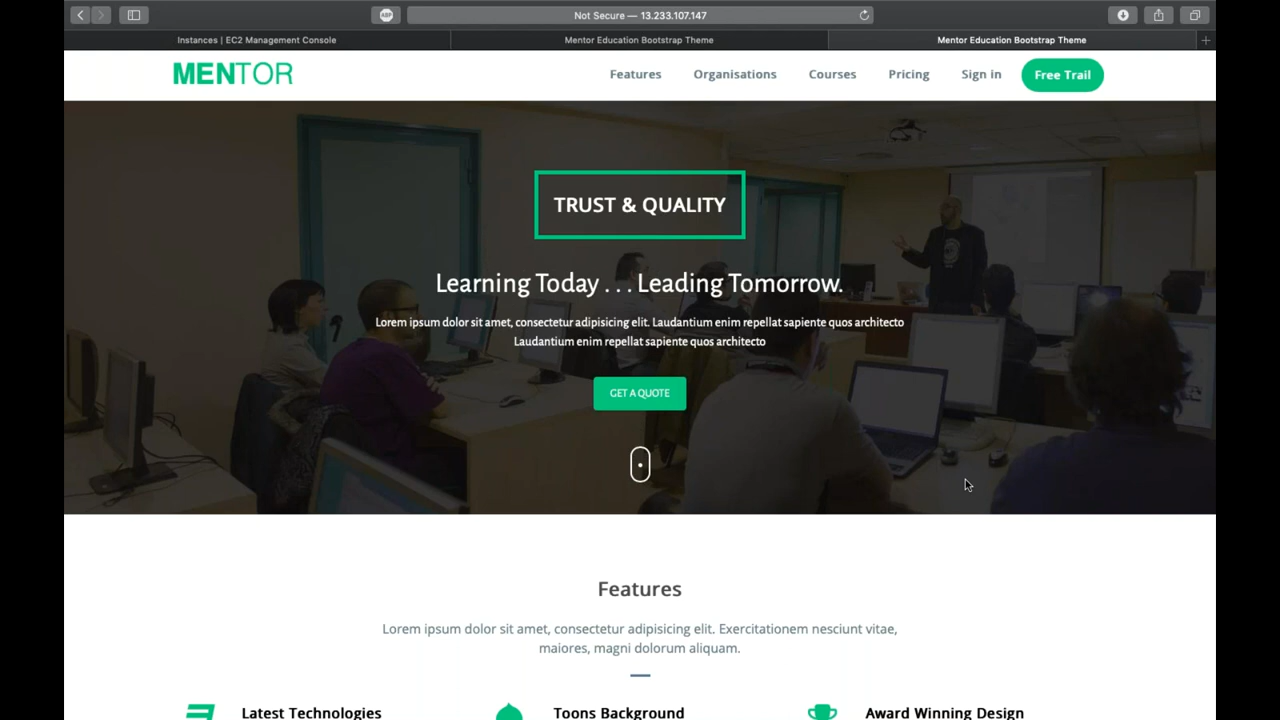 ABP
Not Secure — 13.233.107.147
Instances | EC2 Management Console
Mentor Education Bootstrap Theme
Mentor Education Bootstrap Theme
MENTOR
Features
Organisations
Courses
Pricing
Sign in
Free Trail
TRUST & QUALITY
Learning Today . . . Leading Tomorrow.
Lorem ipsum dolor sit amet, consectetur adipisicing elit. Laudantium enim repellat sapiente quos architecto
Laudantium enim repellat sapiente quos architecto
GET A QUOTE
Features
Lorem ipsum dolor sit amet, consectetur adipisicing elit. Exercitationem nesciunt vitae,
maiores, magni dolorum aliquam.
Latest Technologies
Toons Background
Award Winning Design